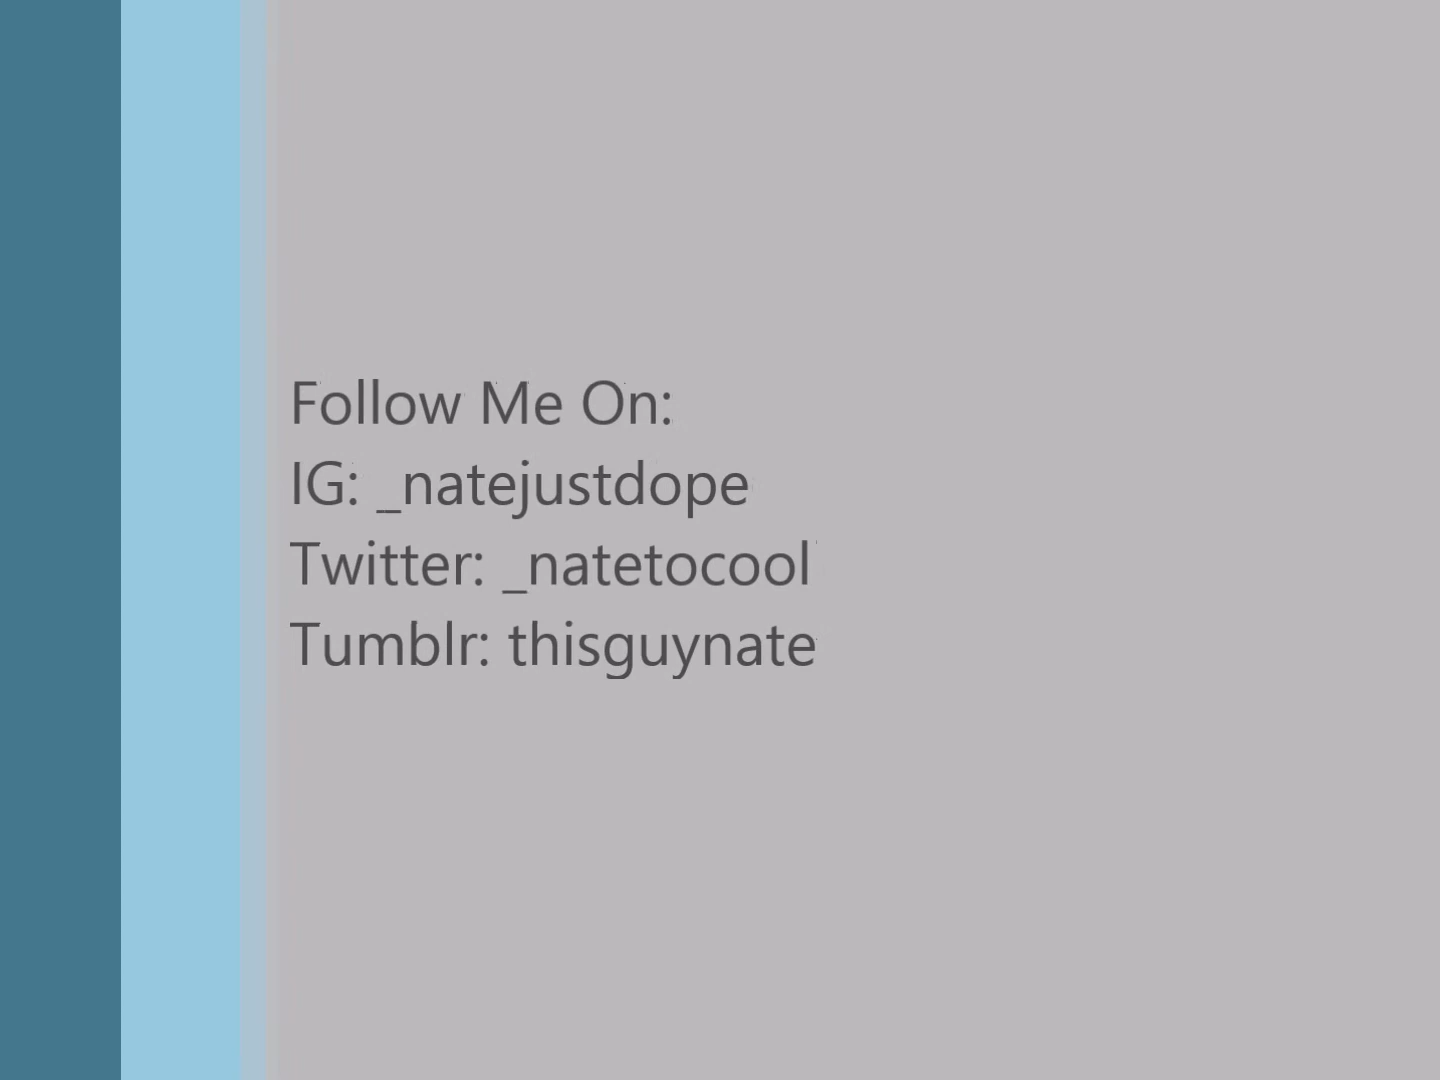 Follow Me On:
IG: _natejustdope
Twitter: _natetocool
Tumblr: thisguynate